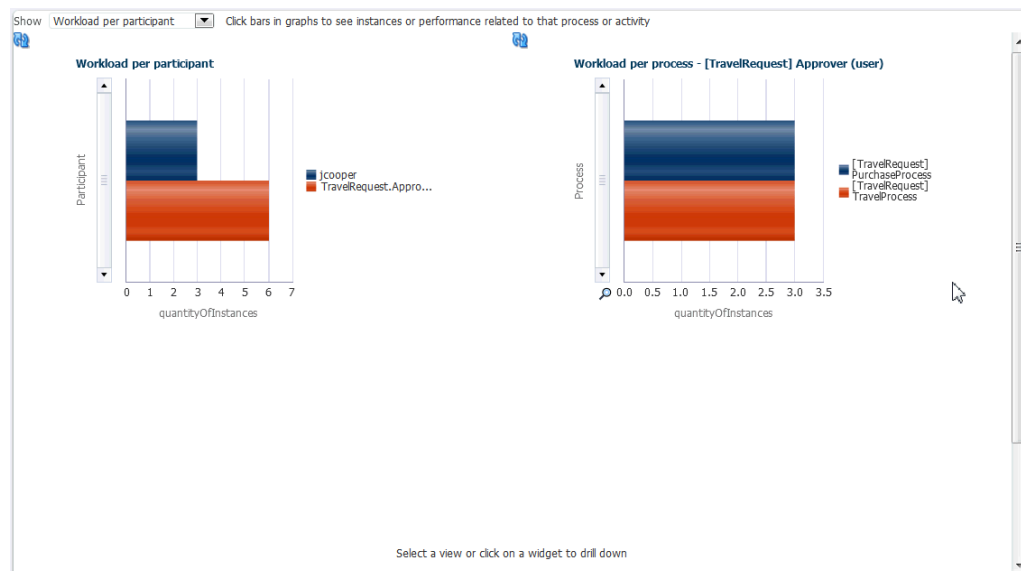 Show Workload per participant Click bars in graphs to see instances or performance related to that process or activity
Workload per participant
Participant
jcooper
TravelRequest.Appro...
0 1 2 3 4 5 6 7
quantityOfInstances
Workload per process - [TravelRequest] Approver (user)
Process
[TravelRequest]
PurchaseProcess
[TravelRequest]
TravelProcess
0.0 0.5 1.0 1.5 2.0 2.5 3.0 3.5
quantityOfInstances
Select a view or click on a widget to drill down